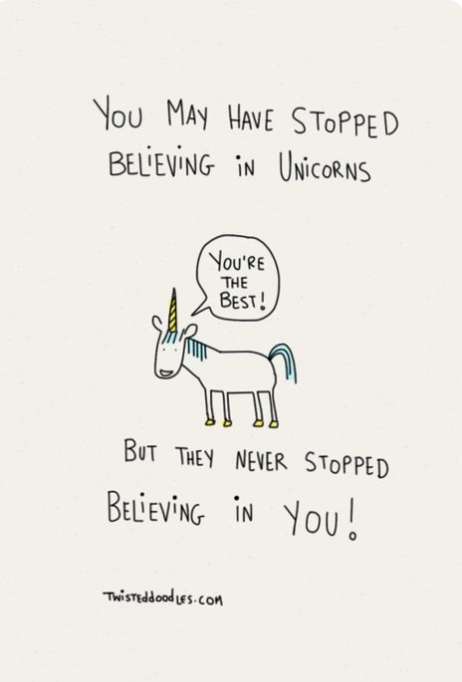 You May Have Stopped
Believing in Unicorns
You're
the
Best!
But they never stopped
Believing in You!
Twisteddoodles.com